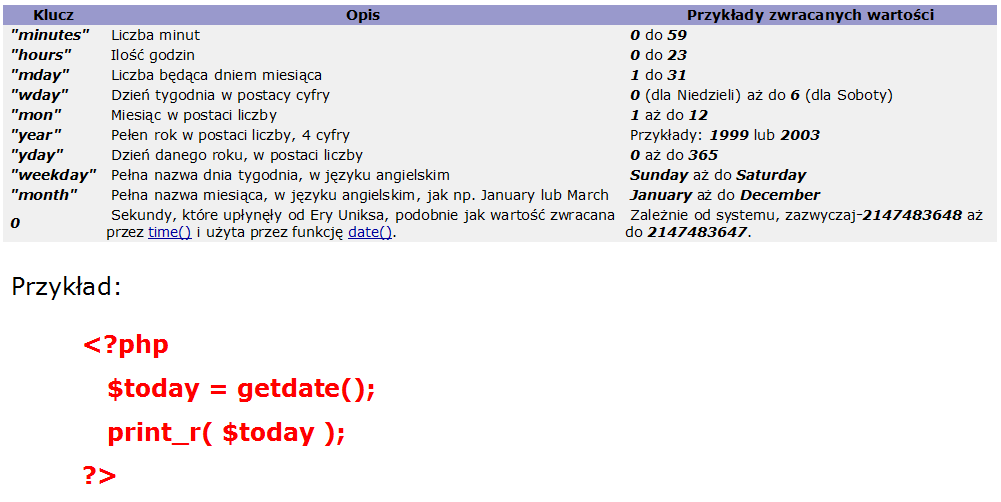 Klucz Opis Przykłady zwracanych wartości
"minutes" Liczba minut 0 do 59
"hours" Ilość godzin 0 do 23
"mday" Liczba będąca dniem miesiąca 1 do 31
"wday" Dzień tygodnia w postacy cyfry 0 (dla Niedzieli) aż do 6 (dla Soboty)
"mon" Miesiąc w postaci liczby 1 aż do 12
"year" Pełen rok w postaci liczby, 4 cyfry Przykłady: 1999 lub 2003
"yday" Dzień danego roku, w postaci liczby 0 aż do 365
"weekday" Pełna nazwa dnia tygodnia, w języku angielskim Sunday aż do Saturday
"month" Pełna nazwa miesiąca, w języku angielskim, jak np. January lub March January aż do December
0 Sekundy, które upłynęły od Ery Uniksa, podobnie jak wartość zwracana Zależnie od systemu, zazwyczaj-2147483648 aż
przez time() i użyta przez funkcję date(). do 2147483647.
Przykład:
<?php
$today = getdate();
print_r( $today );
?>